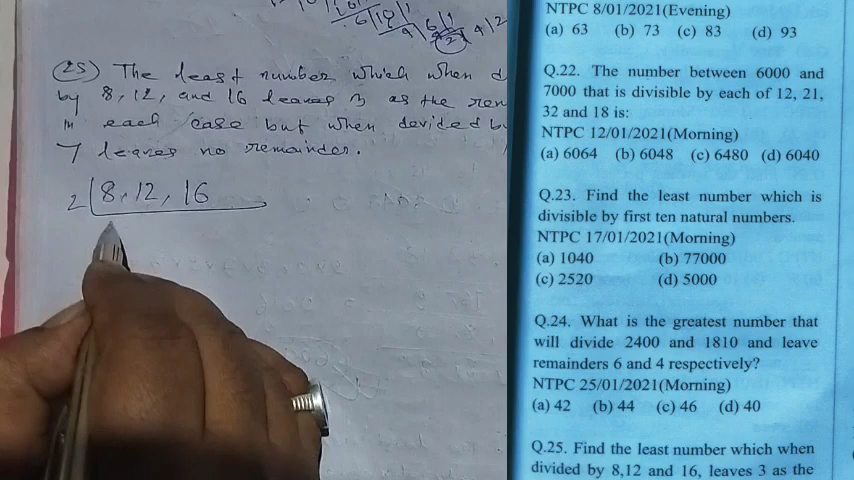 (25) The least number which when d
by 8, 12, and 16 leaves 3 as the rem
in each case but when devided by
7 leaves no remainder.
2 8, 12, 16
NTPC 8/01/2021(Evening)
(a) 63 (b) 73 (c) 83 (d) 93
Q.22. The number between 6000 and
7000 that is divisible by each of 12, 21,
32 and 18 is:
NTPC 12/01/2021(Morning)
(a) 6064 (b) 6048 (c) 6480 (d) 6040
Q.23. Find the least number which is
divisible by first ten natural numbers.
NTPC 17/01/2021(Morning)
(a) 1040 (b) 77000
(c) 2520 (d) 5000
Q.24. What is the greatest number that
will divide 2400 and 1810 and leave
remainders 6 and 4 respectively?
NTPC 25/01/2021(Morning)
(a) 42 (b) 44 (c) 46 (d) 40
Q.25. Find the least number which when
divided by 8,12 and 16, leaves 3 as the